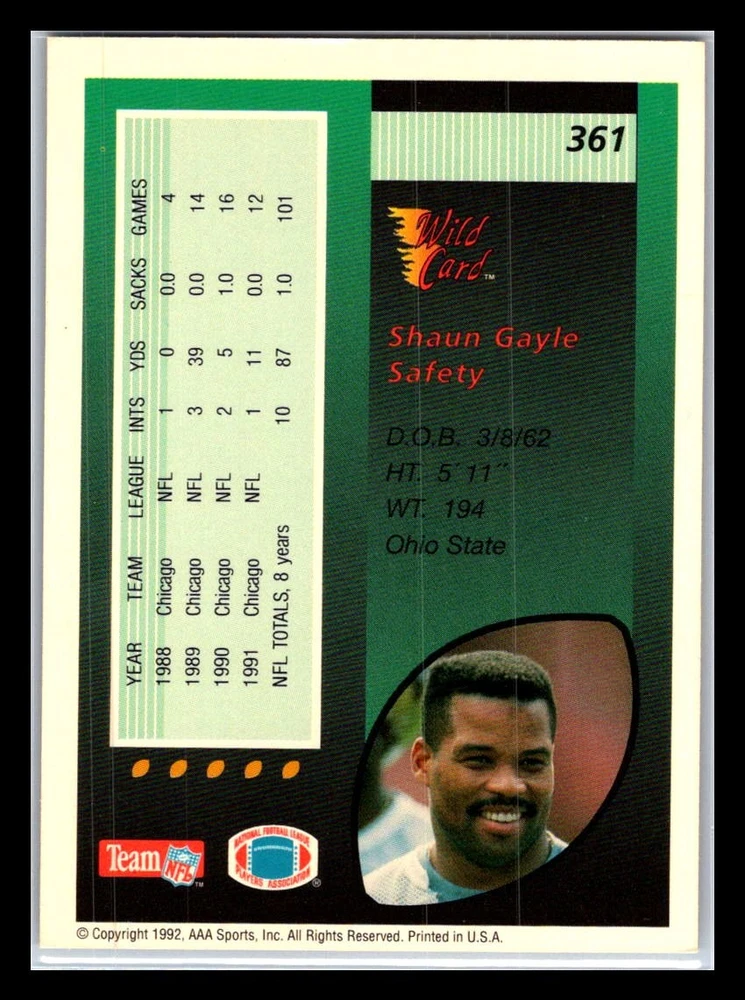 361
Wild
Card™
Shaun Gayle
Safety
D.O.B. 3/8/62
HT. 5' 11"
WT. 194
Ohio State
YEAR TEAM LEAGUE INTS YDS SACKS GAMES
1988 Chicago NFL 1 0 0.0 4
1989 Chicago NFL 3 39 0.0 14
1990 Chicago NFL 2 5 1.0 16
1991 Chicago NFL 1 11 0.0 12
NFL TOTALS, 8 years 10 87 1.0 101
Team NFL™
NATIONAL FOOTBALL LEAGUE
PLAYERS ASSOCIATION®
© Copyright 1992, AAA Sports, Inc. All Rights Reserved. Printed in U.S.A.